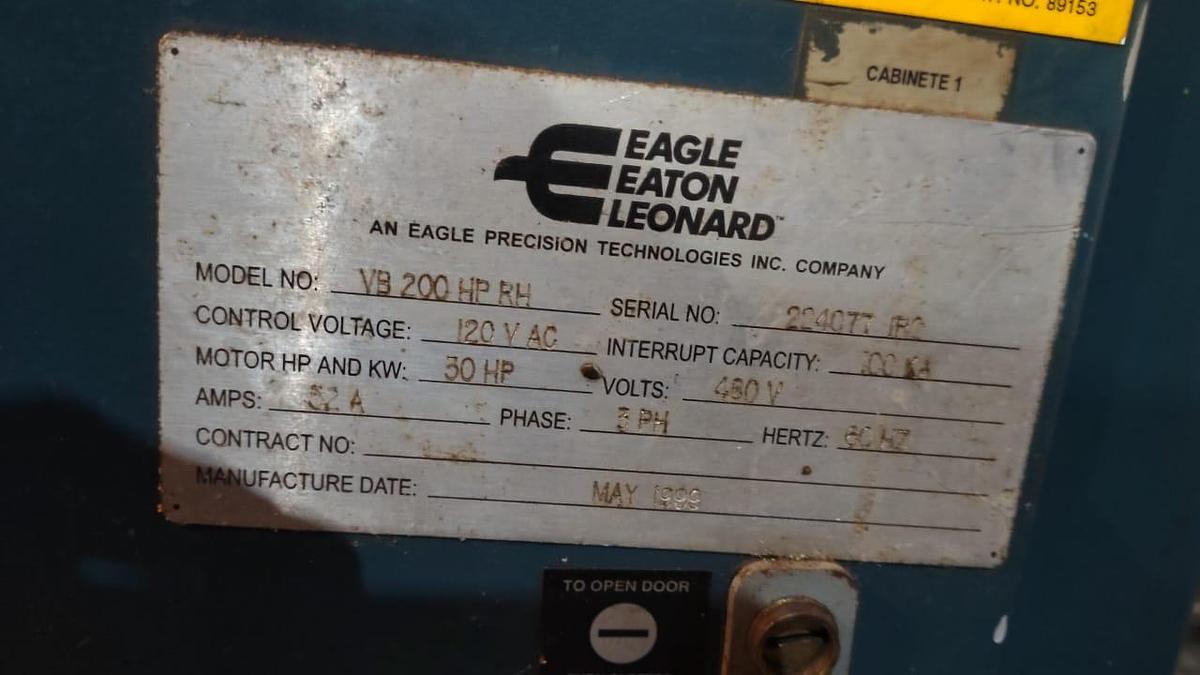 NO. 89153
CABINETE 1
EAGLE
EATON
LEONARD™
AN EAGLE PRECISION TECHNOLOGIES INC. COMPANY
MODEL NO: VB 200 HP RH SERIAL NO: 224077
CONTROL VOLTAGE: 120 V AC INTERRUPT CAPACITY:
MOTOR HP AND KW: 30 HP VOLTS: 480 V
AMPS: PHASE: 3 PH HERTZ: 60 HZ
CONTRACT NO:
MANUFACTURE DATE: MAY 1999
TO OPEN DOOR